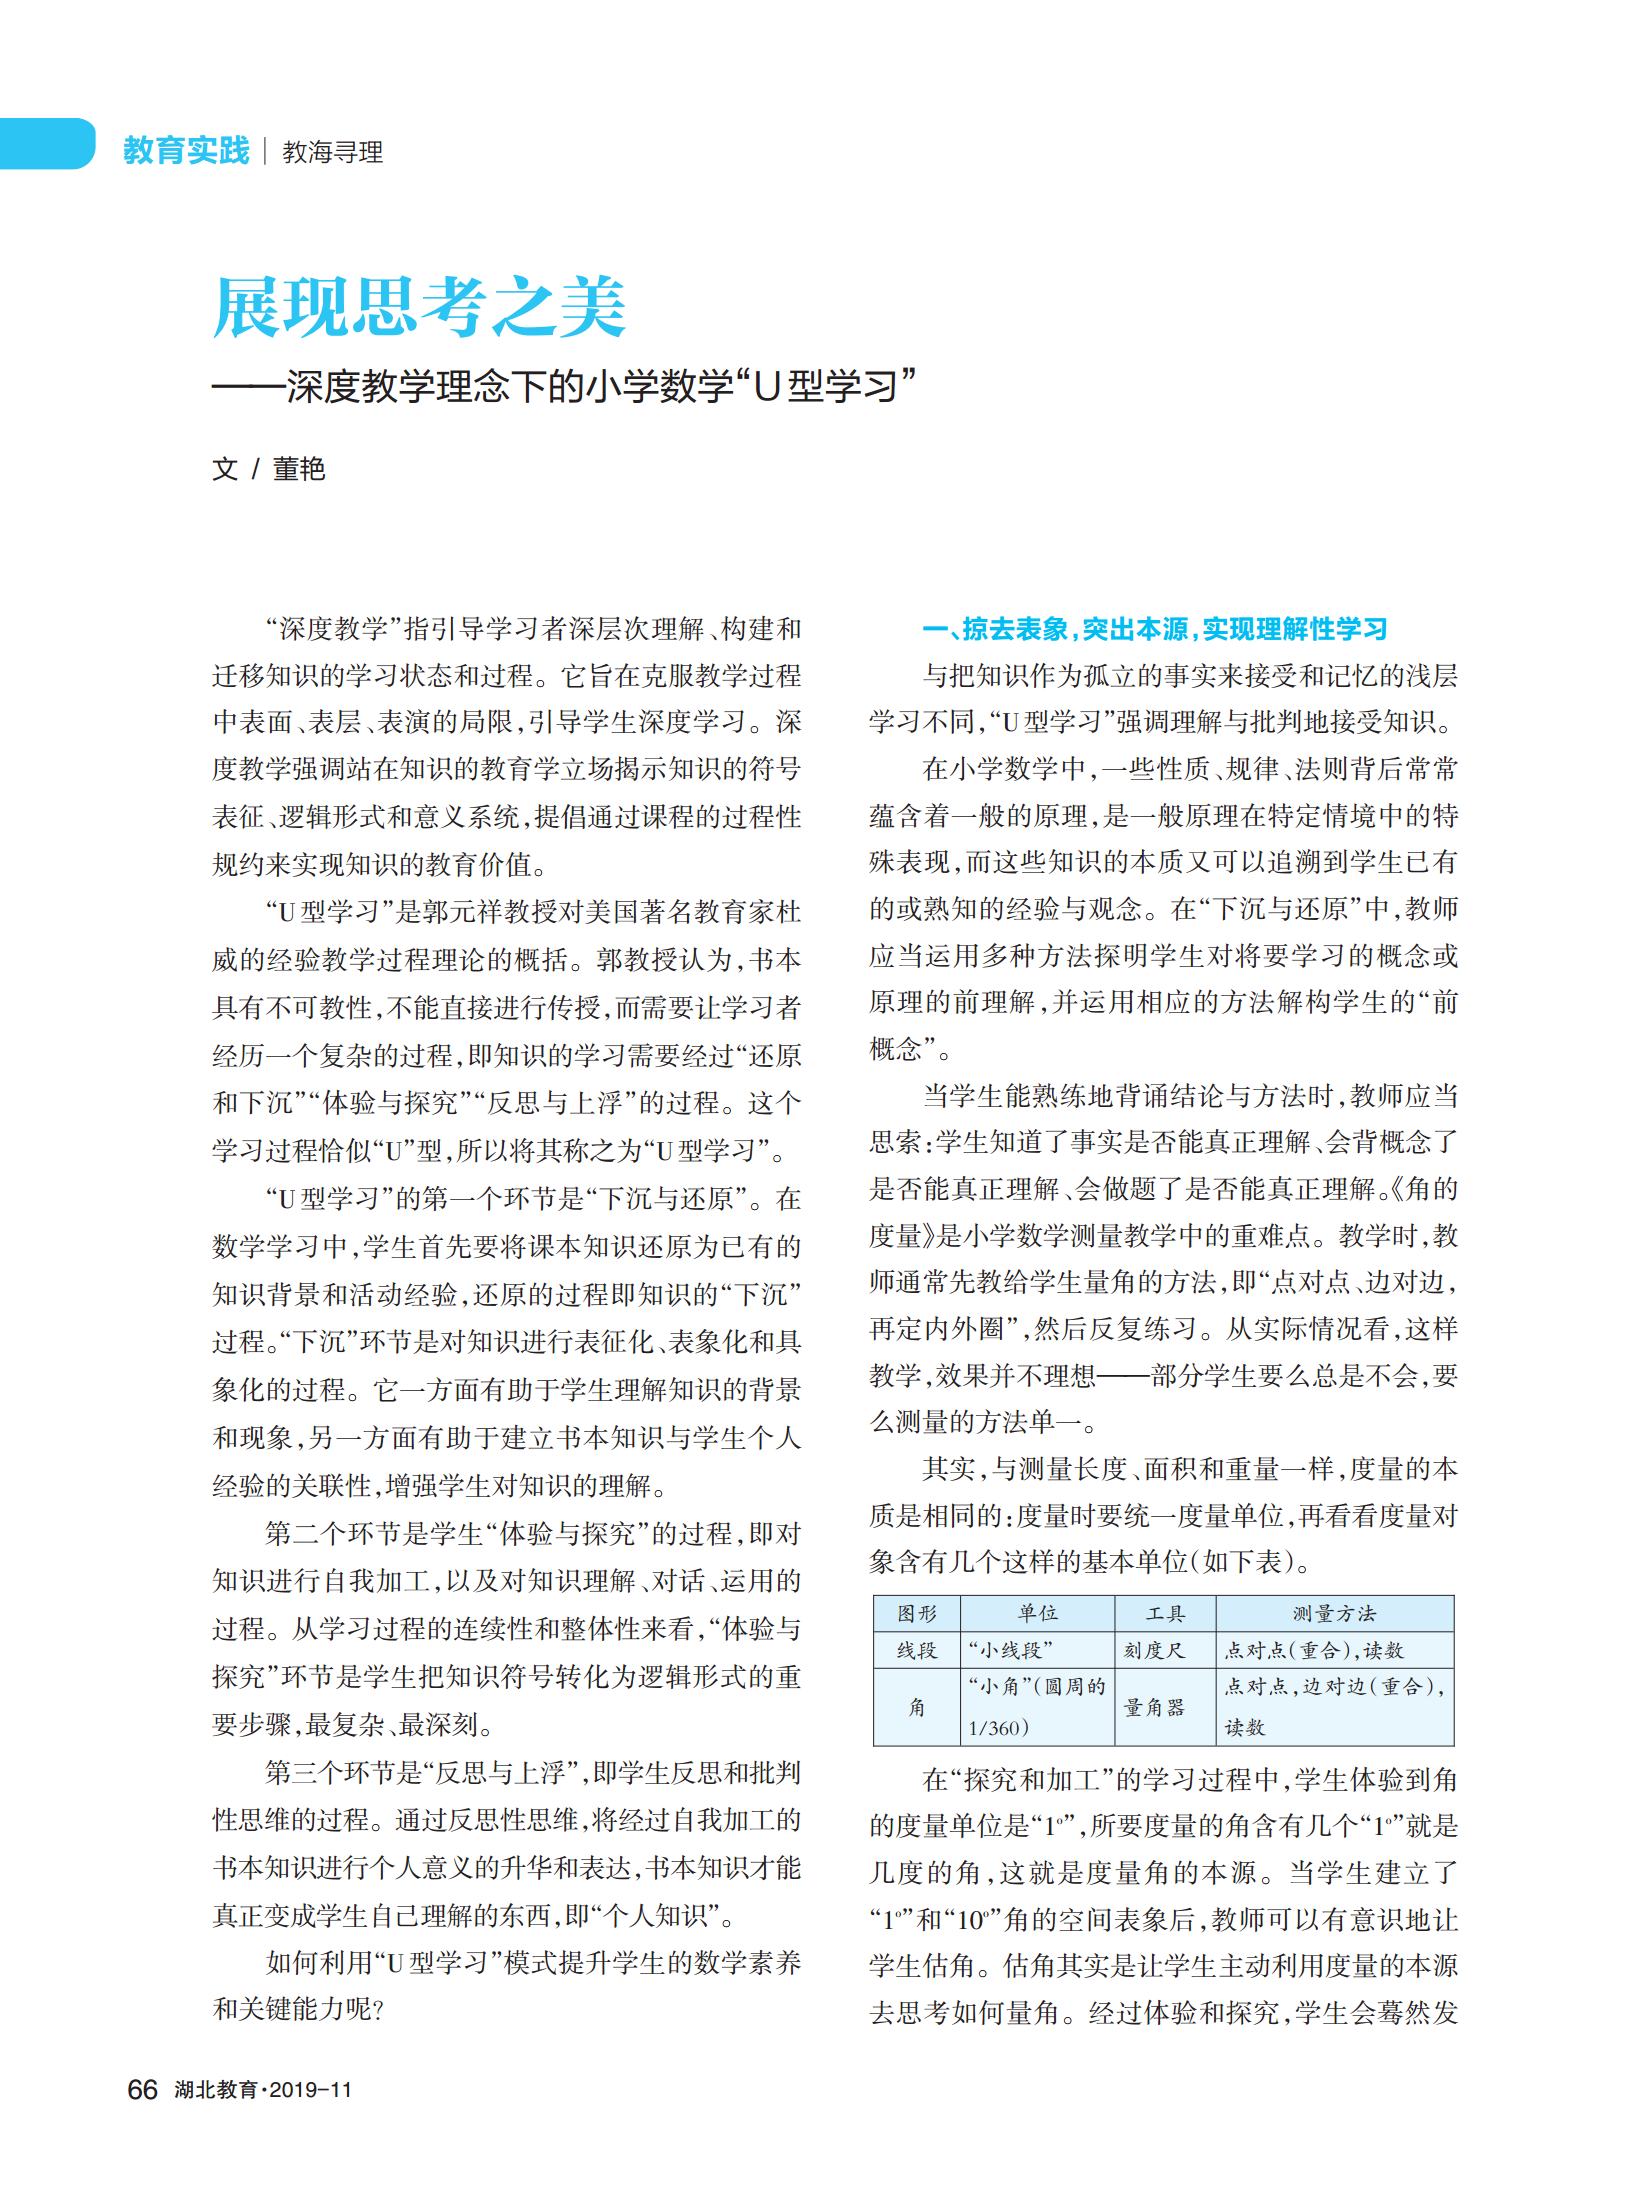 教育实践｜教海寻理
展现思考之美
——深度教学理念下的小学数学“U型学习”
文 / 董艳
“深度教学”指引导学习者深层次理解、构建和
迁移知识的学习状态和过程。它旨在克服教学过程
中表面、表层、表演的局限,引导学生深度学习。深
度教学强调站在知识的教育学立场揭示知识的符号
表征、逻辑形式和意义系统,提倡通过课程的过程性
规约来实现知识的教育价值。
“U型学习”是郭元祥教授对美国著名教育家杜
威的经验教学过程理论的概括。郭教授认为,书本
具有不可教性,不能直接进行传授,而需要让学习者
经历一个复杂的过程,即知识的学习需要经过“还原
和下沉”“体验与探究”“反思与上浮”的过程。这个
学习过程恰似“U”型,所以将其称之为“U型学习”。
“U型学习”的第一个环节是“下沉与还原”。在
数学学习中,学生首先要将课本知识还原为已有的
知识背景和活动经验,还原的过程即知识的“下沉”
过程。“下沉”环节是对知识进行表征化、表象化和具
象化的过程。它一方面有助于学生理解知识的背景
和现象,另一方面有助于建立书本知识与学生个人
经验的关联性,增强学生对知识的理解。
第二个环节是学生“体验与探究”的过程,即对
知识进行自我加工,以及对知识理解、对话、运用的
过程。从学习过程的连续性和整体性来看,“体验与
探究”环节是学生把知识符号转化为逻辑形式的重
要步骤,最复杂、最深刻。
第三个环节是“反思与上浮”,即学生反思和批判
性思维的过程。通过反思性思维,将经过自我加工的
书本知识进行个人意义的升华和表达,书本知识才能
真正变成学生自己理解的东西,即“个人知识”。
如何利用“U型学习”模式提升学生的数学素养
和关键能力呢?
一、掠去表象,突出本源,实现理解性学习
与把知识作为孤立的事实来接受和记忆的浅层
学习不同,“U型学习”强调理解与批判地接受知识。
在小学数学中,一些性质、规律、法则背后常常
蕴含着一般的原理,是一般原理在特定情境中的特
殊表现,而这些知识的本质又可以追溯到学生已有
的或熟知的经验与观念。在“下沉与还原”中,教师
应当运用多种方法探明学生对将要学习的概念或
原理的前理解,并运用相应的方法解构学生的“前
概念”。
当学生能熟练地背诵结论与方法时,教师应当
思索:学生知道了事实是否能真正理解、会背概念了
是否能真正理解、会做题了是否能真正理解。《角的
度量》是小学数学测量教学中的重难点。教学时,教
师通常先教给学生量角的方法,即“点对点、边对边,
再定内外圈”,然后反复练习。从实际情况看,这样
教学,效果并不理想——部分学生要么总是不会,要
么测量的方法单一。
其实,与测量长度、面积和重量一样,度量的本
质是相同的:度量时要统一度量单位,再看看度量对
象含有几个这样的基本单位(如下表)。
图形 单位 工具 测量方法
线段 “小线段” 刻度尺 点对点(重合),读数
角 “小角”(圆周的1/360) 量角器 点对点,边对边(重合),读数
在“探究和加工”的学习过程中,学生体验到角
的度量单位是“1°”,所要度量的角含有几个“1°”就是
几度的角,这就是度量角的本源。当学生建立了
“1°”和“10°”角的空间表象后,教师可以有意识地让
学生估角。估角其实是让学生主动利用度量的本源
去思考如何量角。经过体验和探究,学生会蓦然发
66 湖北教育·2019-11